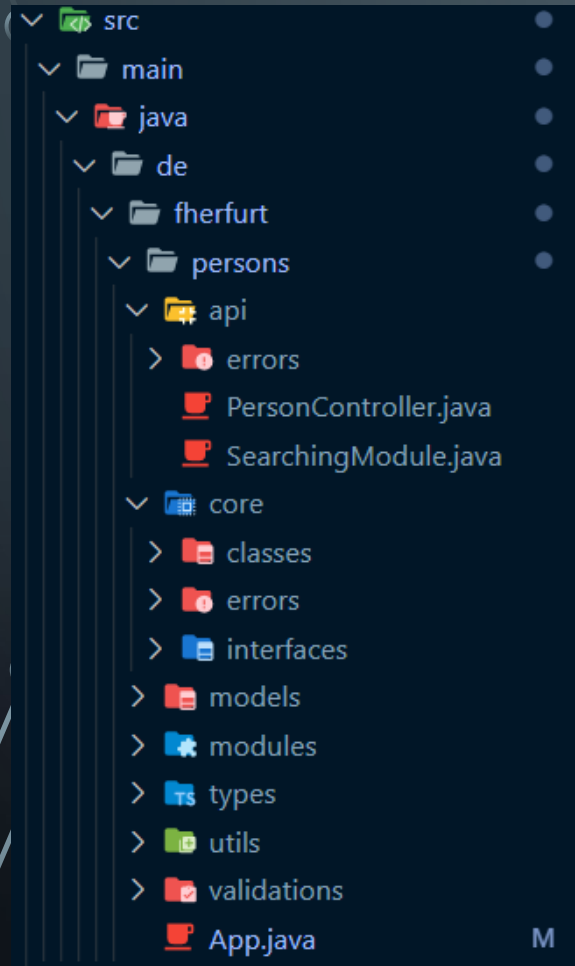 src
main
java
de
fherfurt
persons
api
errors
PersonController.java
SearchingModule.java
core
classes
errors
interfaces
models
modules
TS types
utils
validations
App.java M